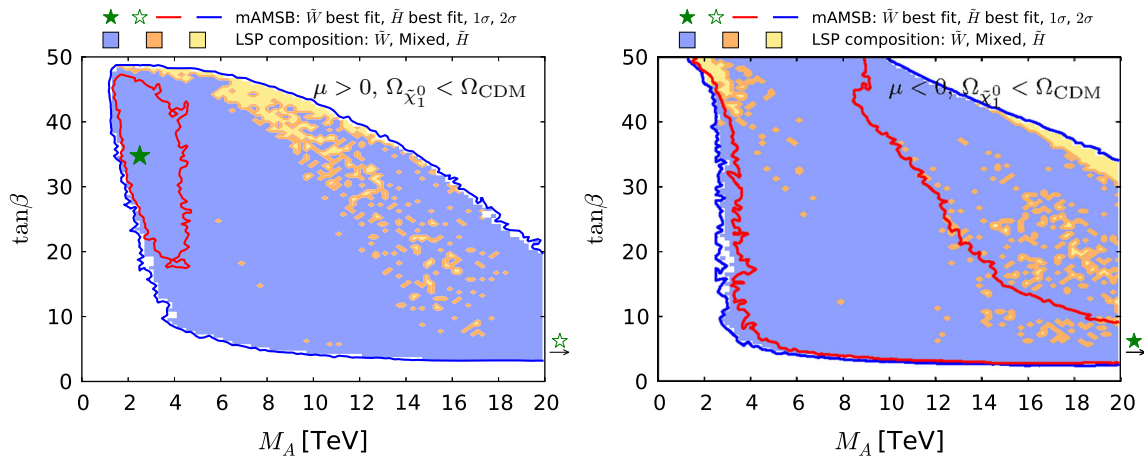 mAMSB: W̃ best fit, H̃ best fit, 1σ, 2σ
LSP composition: W̃, Mixed, H̃
μ > 0, Ω_χ̃₁⁰ < Ω_CDM
50
40
30
20
10
0
tanβ
0 2 4 6 8 10 12 14 16 18 20
M_A [TeV]
mAMSB: W̃ best fit, H̃ best fit, 1σ, 2σ
LSP composition: W̃, Mixed, H̃
μ < 0, Ω_χ̃₁⁰ < Ω_CDM
50
40
30
20
10
0
tanβ
0 2 4 6 8 10 12 14 16 18 20
M_A [TeV]